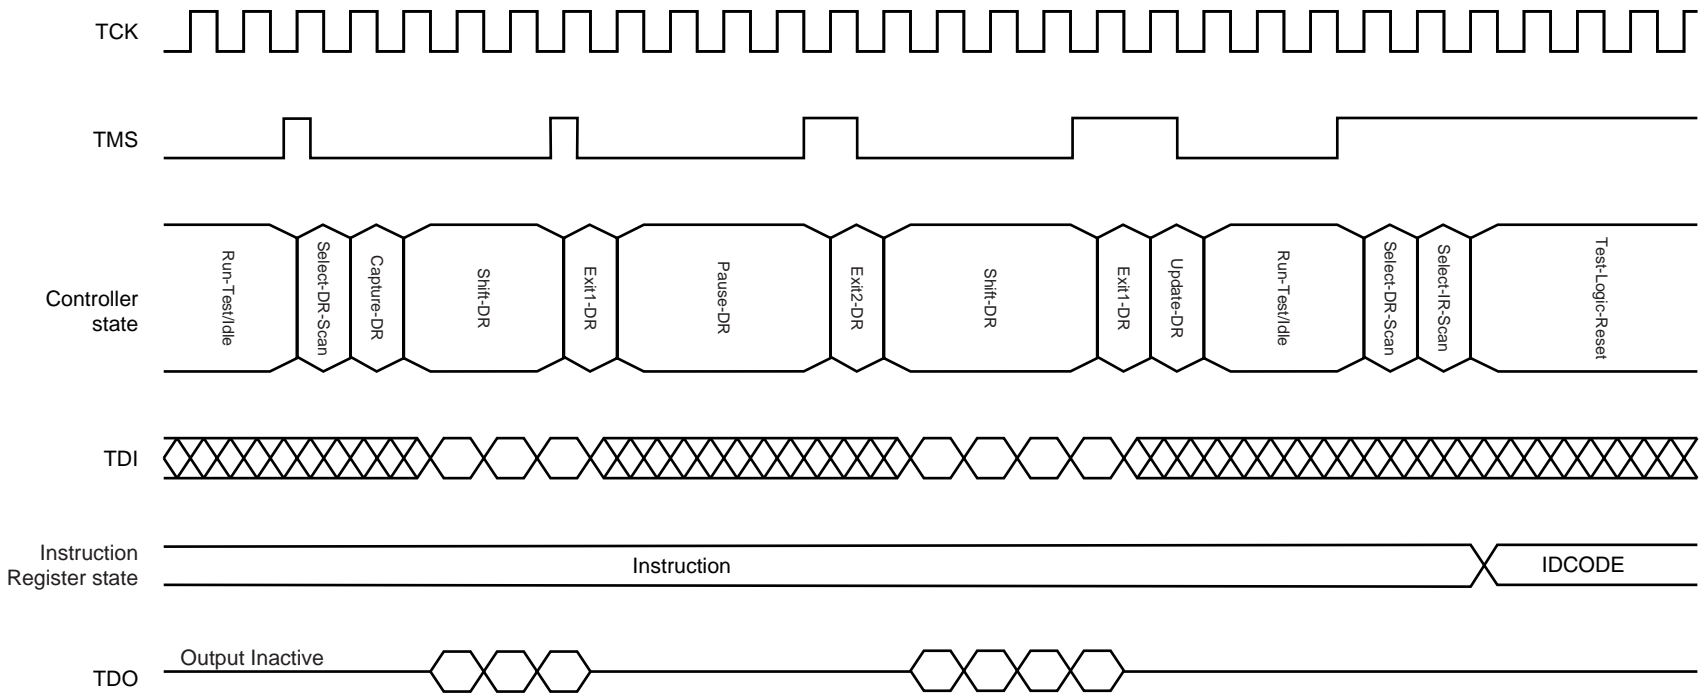 TCK
TMS
Controller
state
Run-Test/Idle
Select-DR-Scan
Capture-DR
Shift-DR
Exit1-DR
Pause-DR
Exit2-DR
Shift-DR
Exit1-DR
Update-DR
Run-Test/Idle
Select-DR-Scan
Select-IR-Scan
Test-Logic-Reset
TDI
Instruction
Register state
Instruction
IDCODE
TDO
Output Inactive